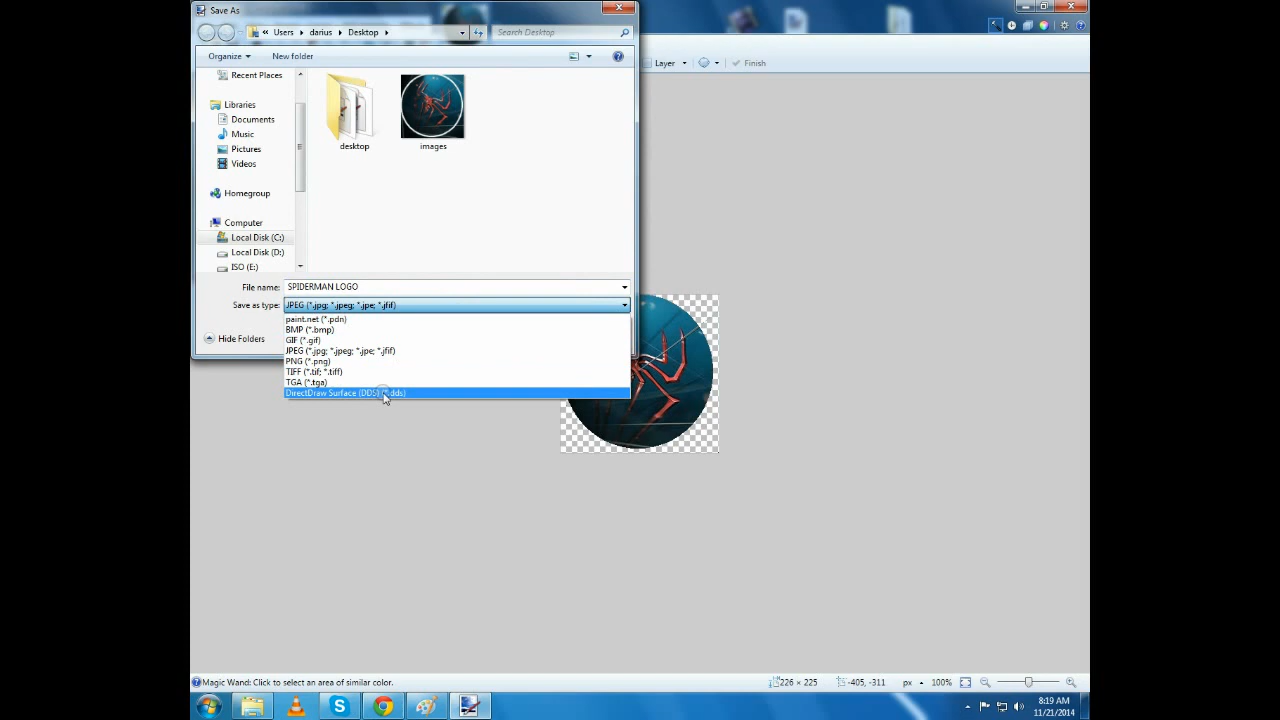 Save As
« Users ▸ darius ▸ Desktop ▸
Search Desktop
Organize
New folder
Layer
Finish
Recent Places
Libraries
Documents
Music
Pictures
Videos
Homegroup
Computer
Local Disk (C:)
Local Disk (D:)
ISO (E:)
desktop
images
File name: SPIDERMAN LOGO
Save as type: JPEG (*.jpg; *.jpeg; *.jpe; *.jfif)
paint.net (*.pdn)
BMP (*.bmp)
GIF (*.gif)
Hide Folders
JPEG (*.jpg; *.jpeg; *.jpe; *.jfif)
PNG (*.png)
TIFF (*.tif; *.tiff)
TGA (*.tga)
DirectDraw Surface (DDS) (*.dds)
Magic Wand: Click to select an area of similar color.
226 × 225
-405, -311
px
100%
8:19 AM
11/21/2014